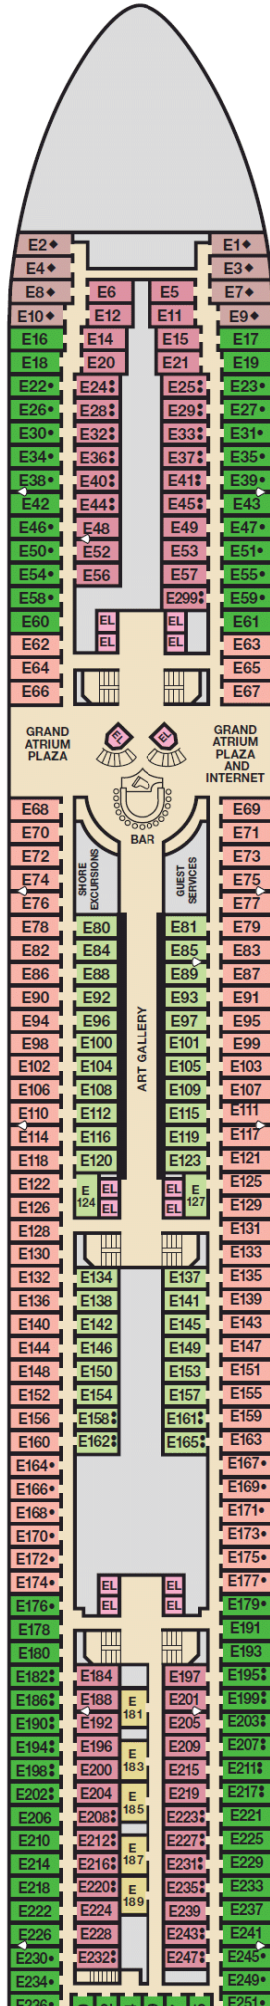 E2◆ E1◆
E4◆ E3◆
E8◆ E6 E5 E7◆
E10◆ E12 E11 E9◆
E16 E14 E15 E17
E18 E20 E21 E19
E22• E24: E25: E23•
E26• E28: E29: E27•
E30• E32: E33: E31•
E34• E36: E37: E35•
E38• E40: E41: E39•
E42 E44: E45: E43
E46• E48 E49 E47•
E50• E52 E53 E51•
E54• E56 E57 E55•
E58• E299: E59•
E60 EL EL E61
E62 EL EL E63
E64 E65
E66 E67
GRAND
ATRIUM
PLAZA
EL EL
GRAND
ATRIUM
PLAZA
AND
INTERNET
BAR
SHORE
EXCURSIONS
GUEST
SERVICES
ART GALLERY
E68 E69
E70 E71
E72 E73
E74 E75
E76 E77
E78 E80 E81 E79
E82 E84 E85 E83
E86 E88 E89 E87
E90 E92 E93 E91
E94 E96 E97 E95
E98 E100 E101 E99
E102 E104 E105 E103
E106 E108 E109 E107
E110 E112 E115 E111
E114 E116 E119 E117
E118 E120 E123 E121
E122 E
124 EL EL E
127 E125
E126 EL EL E129
E128 E131
E130 E133
E132 E134 E137 E135
E136 E138 E141 E139
E140 E142 E145 E143
E144 E146 E149 E147
E148 E150 E153 E151
E152 E154 E157 E155
E156 E158: E161: E159
E160 E162: E165: E163
E164• E167•
E166• E169•
E168• E171•
E170• E173•
E172• E175•
E174• EL EL E177•
E176• EL EL E179•
E178 E191
E180 E193
E182: E184 E197 E195:
E186: E188 E
181 E201 E199:
E190: E192 E205 E203:
E194: E196 E
183 E209 E207:
E198: E200 E215 E211:
E202: E204 E
185 E219 E217:
E206 E208: E223: E221
E210 E212: E227: E225
E214 E216: E
187 E231: E229
E218 E220: E
189 E235: E233
E222 E224 E239 E237
E226 E228 E243: E241
E230• E232: E247: E245•
E234• E249•
E236• E251•